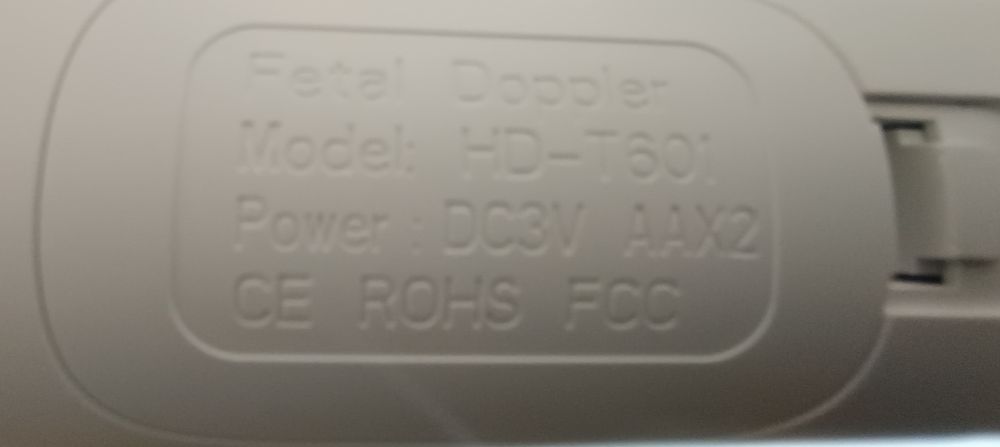 Fetal Doppler
Model: HD-T601
Power : DC3V AAX2
CE ROHS FCC